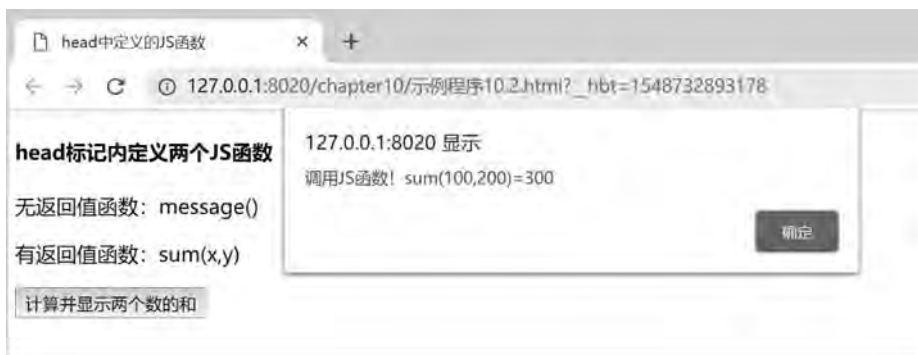 head中定义的JS函数
127.0.0.1:8020/chapter10/示例程序10.2.html?__hbt=1548732893178
head标记内定义两个JS函数
无返回值函数：message()
有返回值函数：sum(x,y)
计算并显示两个数的和
127.0.0.1:8020 显示
调用JS函数！sum(100,200)=300
确定